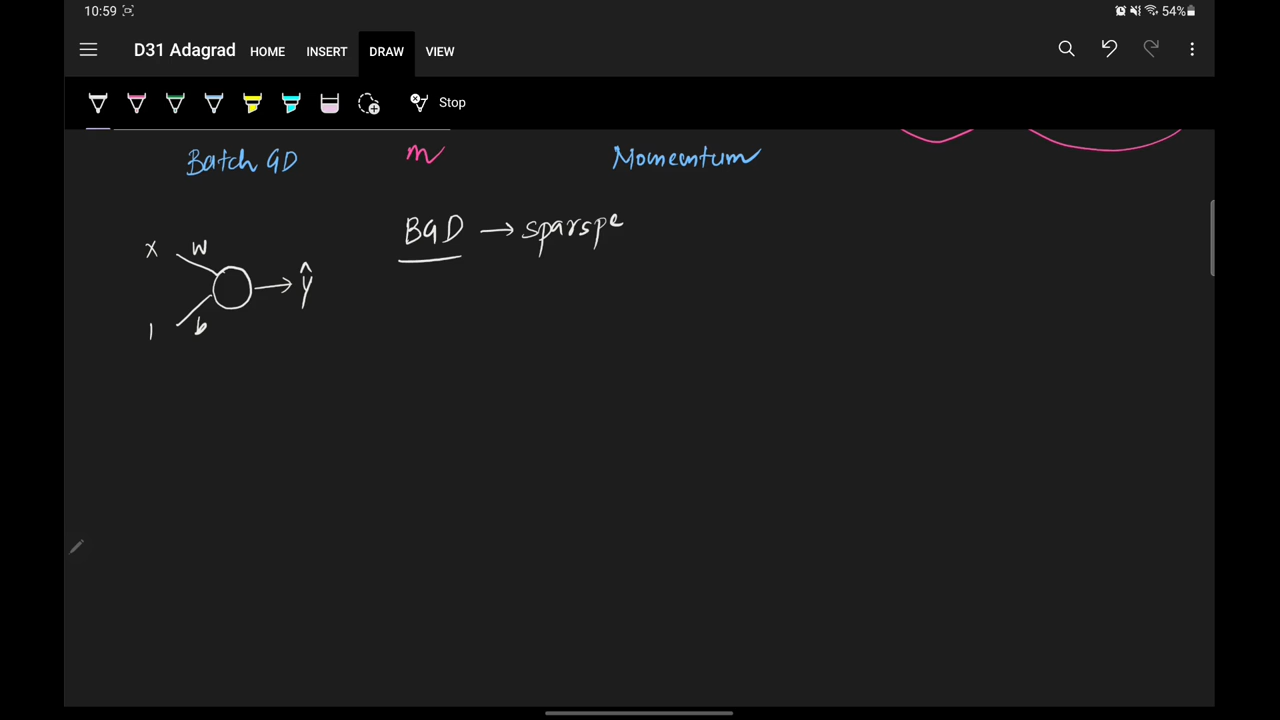 10:59 54%
D31 Adagrad HOME INSERT DRAW VIEW
Stop
Batch GD m Momentum
BGD → sparspe
X W
Ŷ
1 b